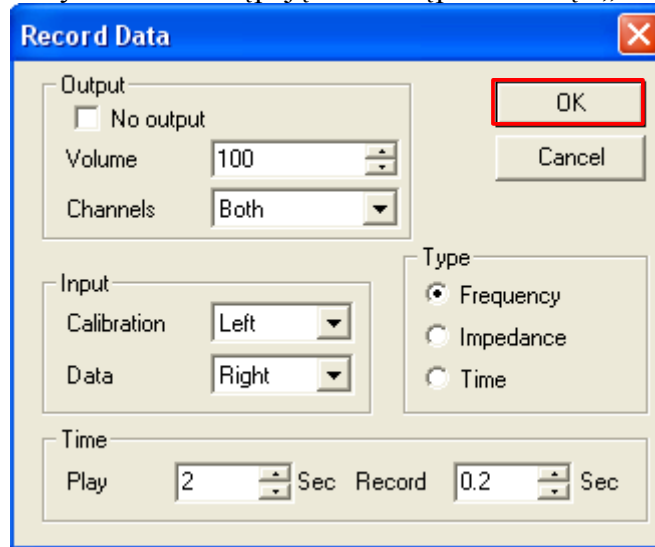 Record Data
Output
No output
Volume 100
Channels Both
OK
Cancel
Input
Calibration Left
Data Right
Type
Frequency
Impedance
Time
Time
Play 2 Sec Record 0.2 Sec